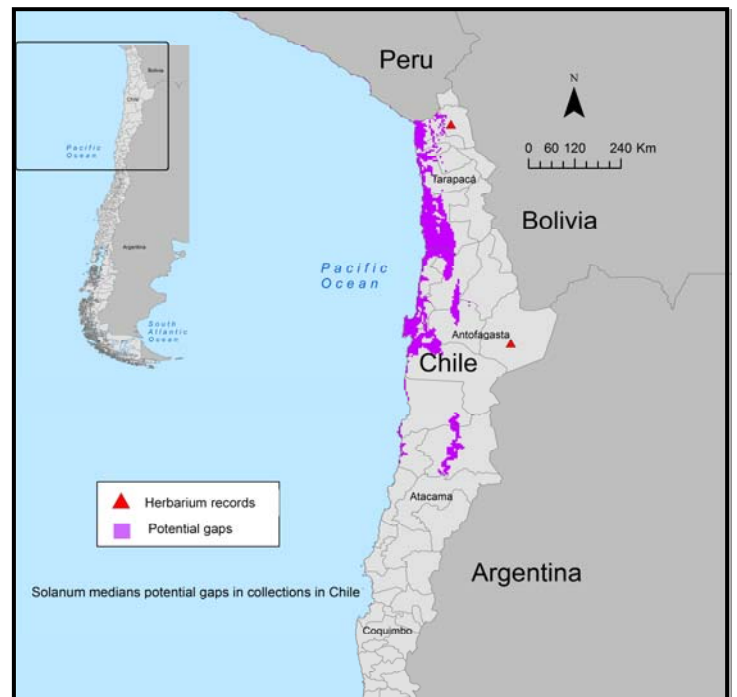 Peru
N
0 60 120 240 Km
Tarapacá
Bolivia
Pacific
Ocean
Antofagasta
Chile
Atacama
Argentina
Coquimbo
Bolivia
Chile
Pacific
Ocean
Argentina
South
Atlantic
Ocean
Herbarium records
Potential gaps
Solanum medians potential gaps in collections in Chile